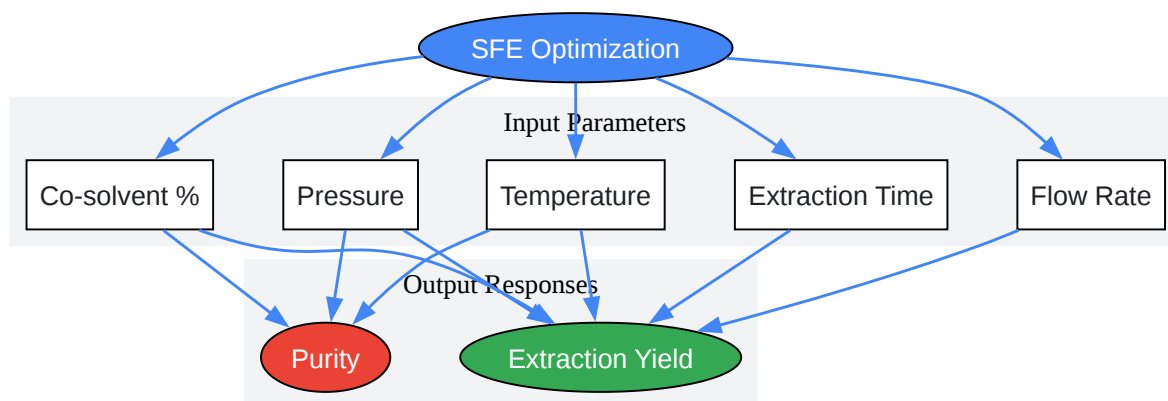 SFE Optimization
Input Parameters
Co-solvent %
Pressure
Temperature
Extraction Time
Flow Rate
Output Responses
Purity
Extraction Yield